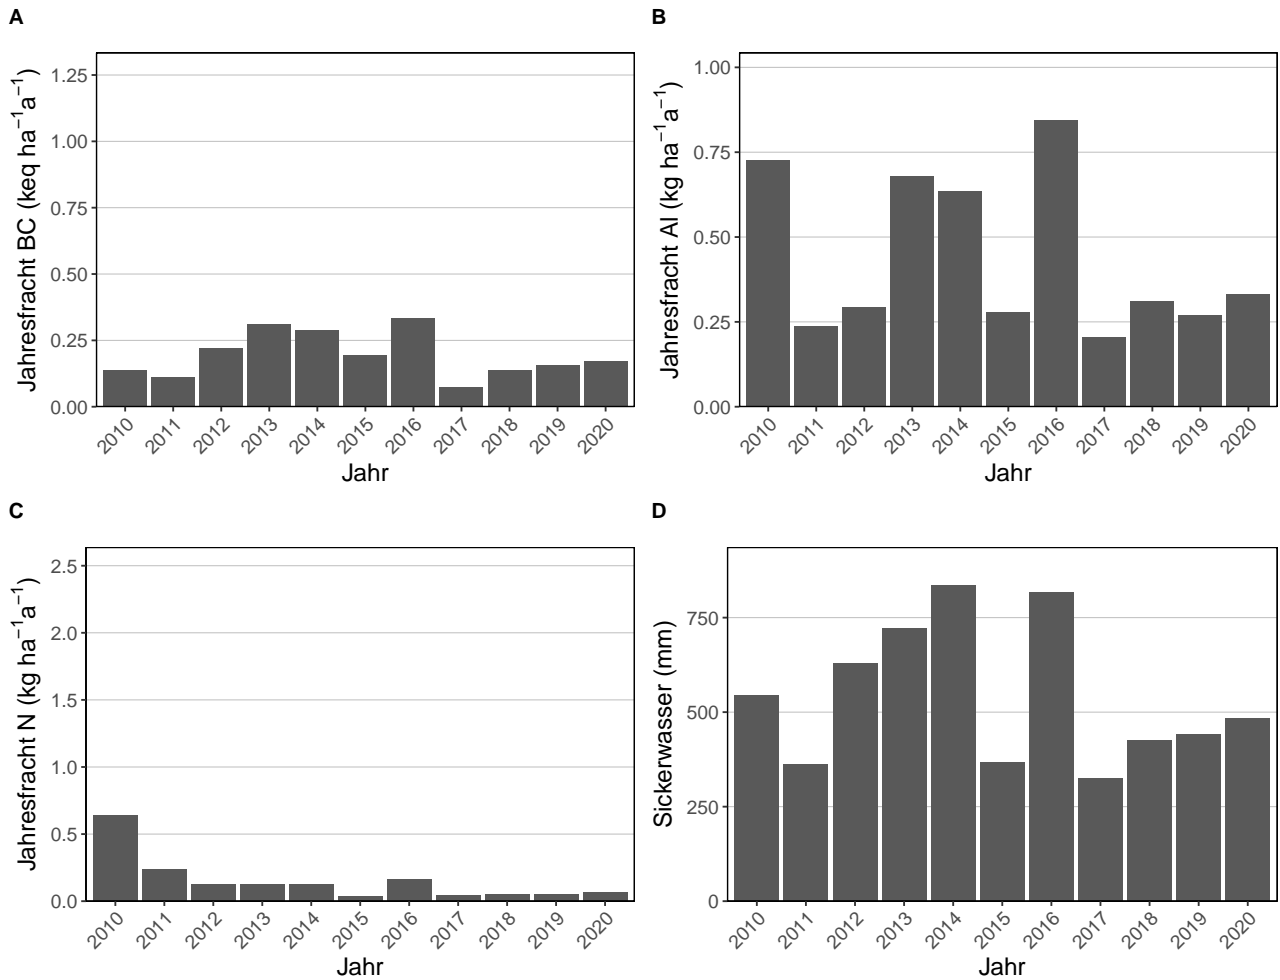 A
Jahresfracht BC (keq ha⁻¹a⁻¹)
1.25
1.00
0.75
0.50
0.25
0.00
2010 2011 2012 2013 2014 2015 2016 2017 2018 2019 2020
Jahr
B
Jahresfracht Al (kg ha⁻¹a⁻¹)
1.00
0.75
0.50
0.25
0.00
2010 2011 2012 2013 2014 2015 2016 2017 2018 2019 2020
Jahr
C
Jahresfracht N (kg ha⁻¹a⁻¹)
2.5
2.0
1.5
1.0
0.5
0.0
2010 2011 2012 2013 2014 2015 2016 2017 2018 2019 2020
Jahr
D
Sickerwasser (mm)
750
500
250
0
2010 2011 2012 2013 2014 2015 2016 2017 2018 2019 2020
Jahr